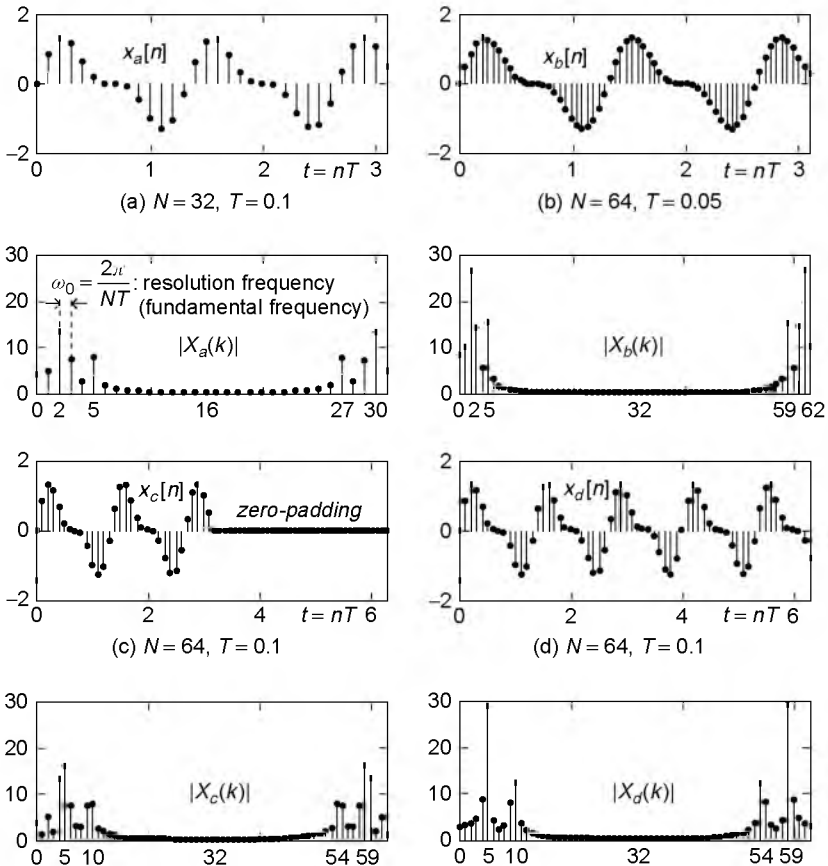 2
2
x_a[n]
x_b[n]
0
0
−2
−2
0 1 2 t = nT 3
0 1 2 t = nT 3
(a) N = 32, T = 0.1
(b) N = 64, T = 0.05
30
30
ω₀ = 2π/NT : resolution frequency
(fundamental frequency)
20
20
|X_a(k)|
|X_b(k)|
10
10
0
0
0 2 5 16 27 30
0 2 5 32 59 62
2
2
x_c[n]
zero-padding
x_d[n]
0
0
−2
−2
0 2 4 t = nT 6
0 2 4 t = nT 6
(c) N = 64, T = 0.1
(d) N = 64, T = 0.1
30
30
20
20
|X_c(k)|
|X_d(k)|
10
10
0
0
0 5 10 32 54 59
0 5 10 32 54 59